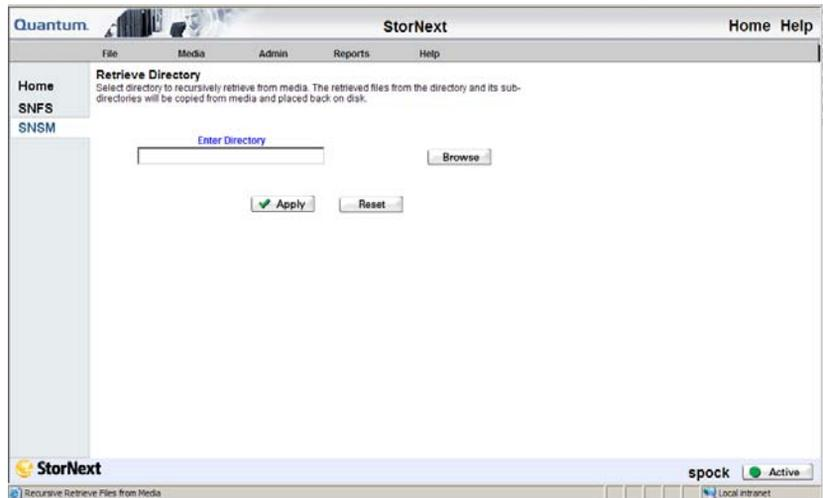 Quantum.
StorNext
Home Help
File Media Admin Reports Help
Home
SNFS
SNSM
Retrieve Directory
Select directory to recursively retrieve from media. The retrieved files from the directory and its sub-
directories will be copied from media and placed back on disk.
Enter Directory
Browse
Apply Reset
StorNext
spock Active
Recursive Retrieve Files from Media
Local intranet